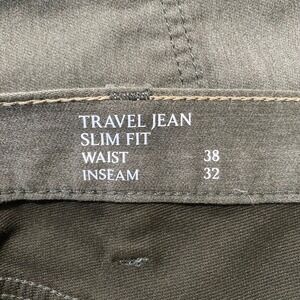 TRAVEL JEAN
SLIM FIT
WAIST 38
INSEAM 32